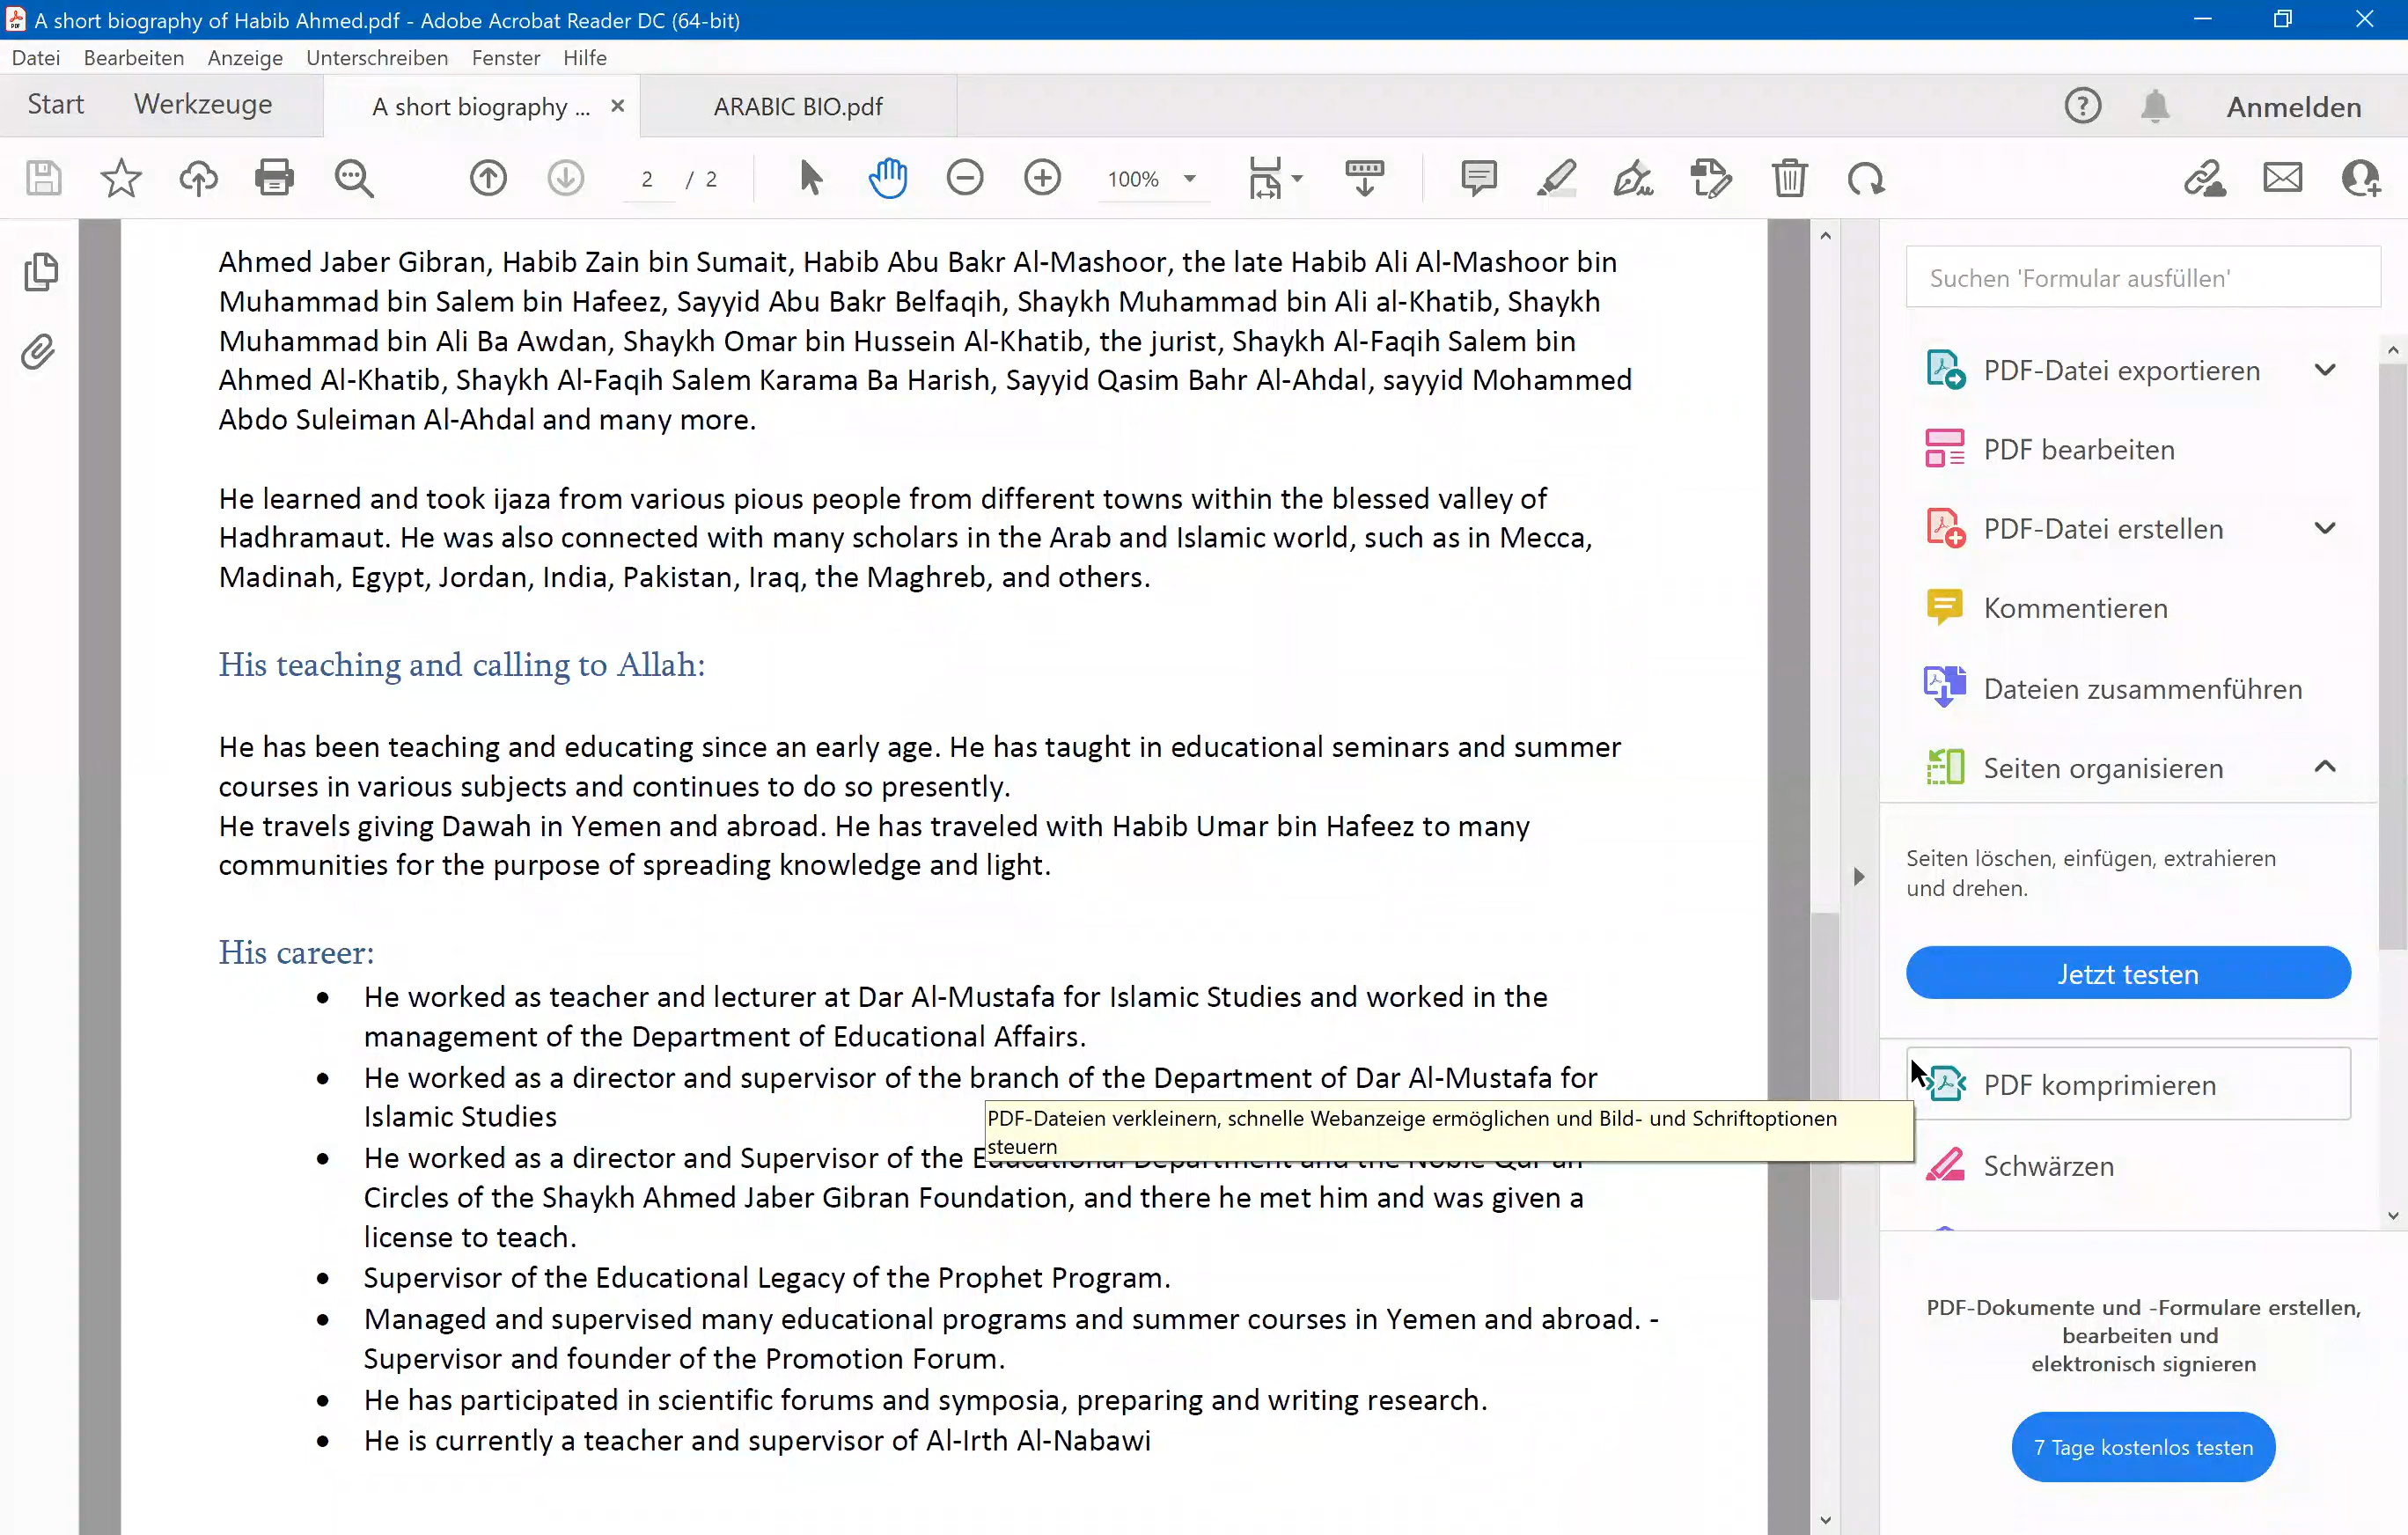 A short biography of Habib Ahmed.pdf - Adobe Acrobat Reader DC (64-bit)
Datei Bearbeiten Anzeige Unterschreiben Fenster Hilfe
Start Werkzeuge A short biography ... × ARABIC BIO.pdf ? Anmelden
2 / 2 100%
Ahmed Jaber Gibran, Habib Zain bin Sumait, Habib Abu Bakr Al-Mashoor, the late Habib Ali Al-Mashoor bin
Muhammad bin Salem bin Hafeez, Sayyid Abu Bakr Belfaqih, Shaykh Muhammad bin Ali al-Khatib, Shaykh
Muhammad bin Ali Ba Awdan, Shaykh Omar bin Hussein Al-Khatib, the jurist, Shaykh Al-Faqih Salem bin
Ahmed Al-Khatib, Shaykh Al-Faqih Salem Karama Ba Harish, Sayyid Qasim Bahr Al-Ahdal, sayyid Mohammed
Abdo Suleiman Al-Ahdal and many more.
He learned and took ijaza from various pious people from different towns within the blessed valley of
Hadhramaut. He was also connected with many scholars in the Arab and Islamic world, such as in Mecca,
Madinah, Egypt, Jordan, India, Pakistan, Iraq, the Maghreb, and others.
His teaching and calling to Allah:
He has been teaching and educating since an early age. He has taught in educational seminars and summer
courses in various subjects and continues to do so presently.
He travels giving Dawah in Yemen and abroad. He has traveled with Habib Umar bin Hafeez to many
communities for the purpose of spreading knowledge and light.
His career:
• He worked as teacher and lecturer at Dar Al-Mustafa for Islamic Studies and worked in the
management of the Department of Educational Affairs.
• He worked as a director and supervisor of the branch of the Department of Dar Al-Mustafa for
Islamic Studies
• He worked as a director and Supervisor of the Educational Department and the Noble Qur'an
Circles of the Shaykh Ahmed Jaber Gibran Foundation, and there he met him and was given a
license to teach.
• Supervisor of the Educational Legacy of the Prophet Program.
• Managed and supervised many educational programs and summer courses in Yemen and abroad. -
Supervisor and founder of the Promotion Forum.
• He has participated in scientific forums and symposia, preparing and writing research.
• He is currently a teacher and supervisor of Al-Irth Al-Nabawi
PDF-Dateien verkleinern, schnelle Webanzeige ermöglichen und Bild- und Schriftoptionen
steuern
Suchen 'Formular ausfüllen'
PDF-Datei exportieren
PDF bearbeiten
PDF-Datei erstellen
Kommentieren
Dateien zusammenführen
Seiten organisieren
Seiten löschen, einfügen, extrahieren
und drehen.
Jetzt testen
PDF komprimieren
Schwärzen
PDF-Dokumente und -Formulare erstellen,
bearbeiten und
elektronisch signieren
7 Tage kostenlos testen